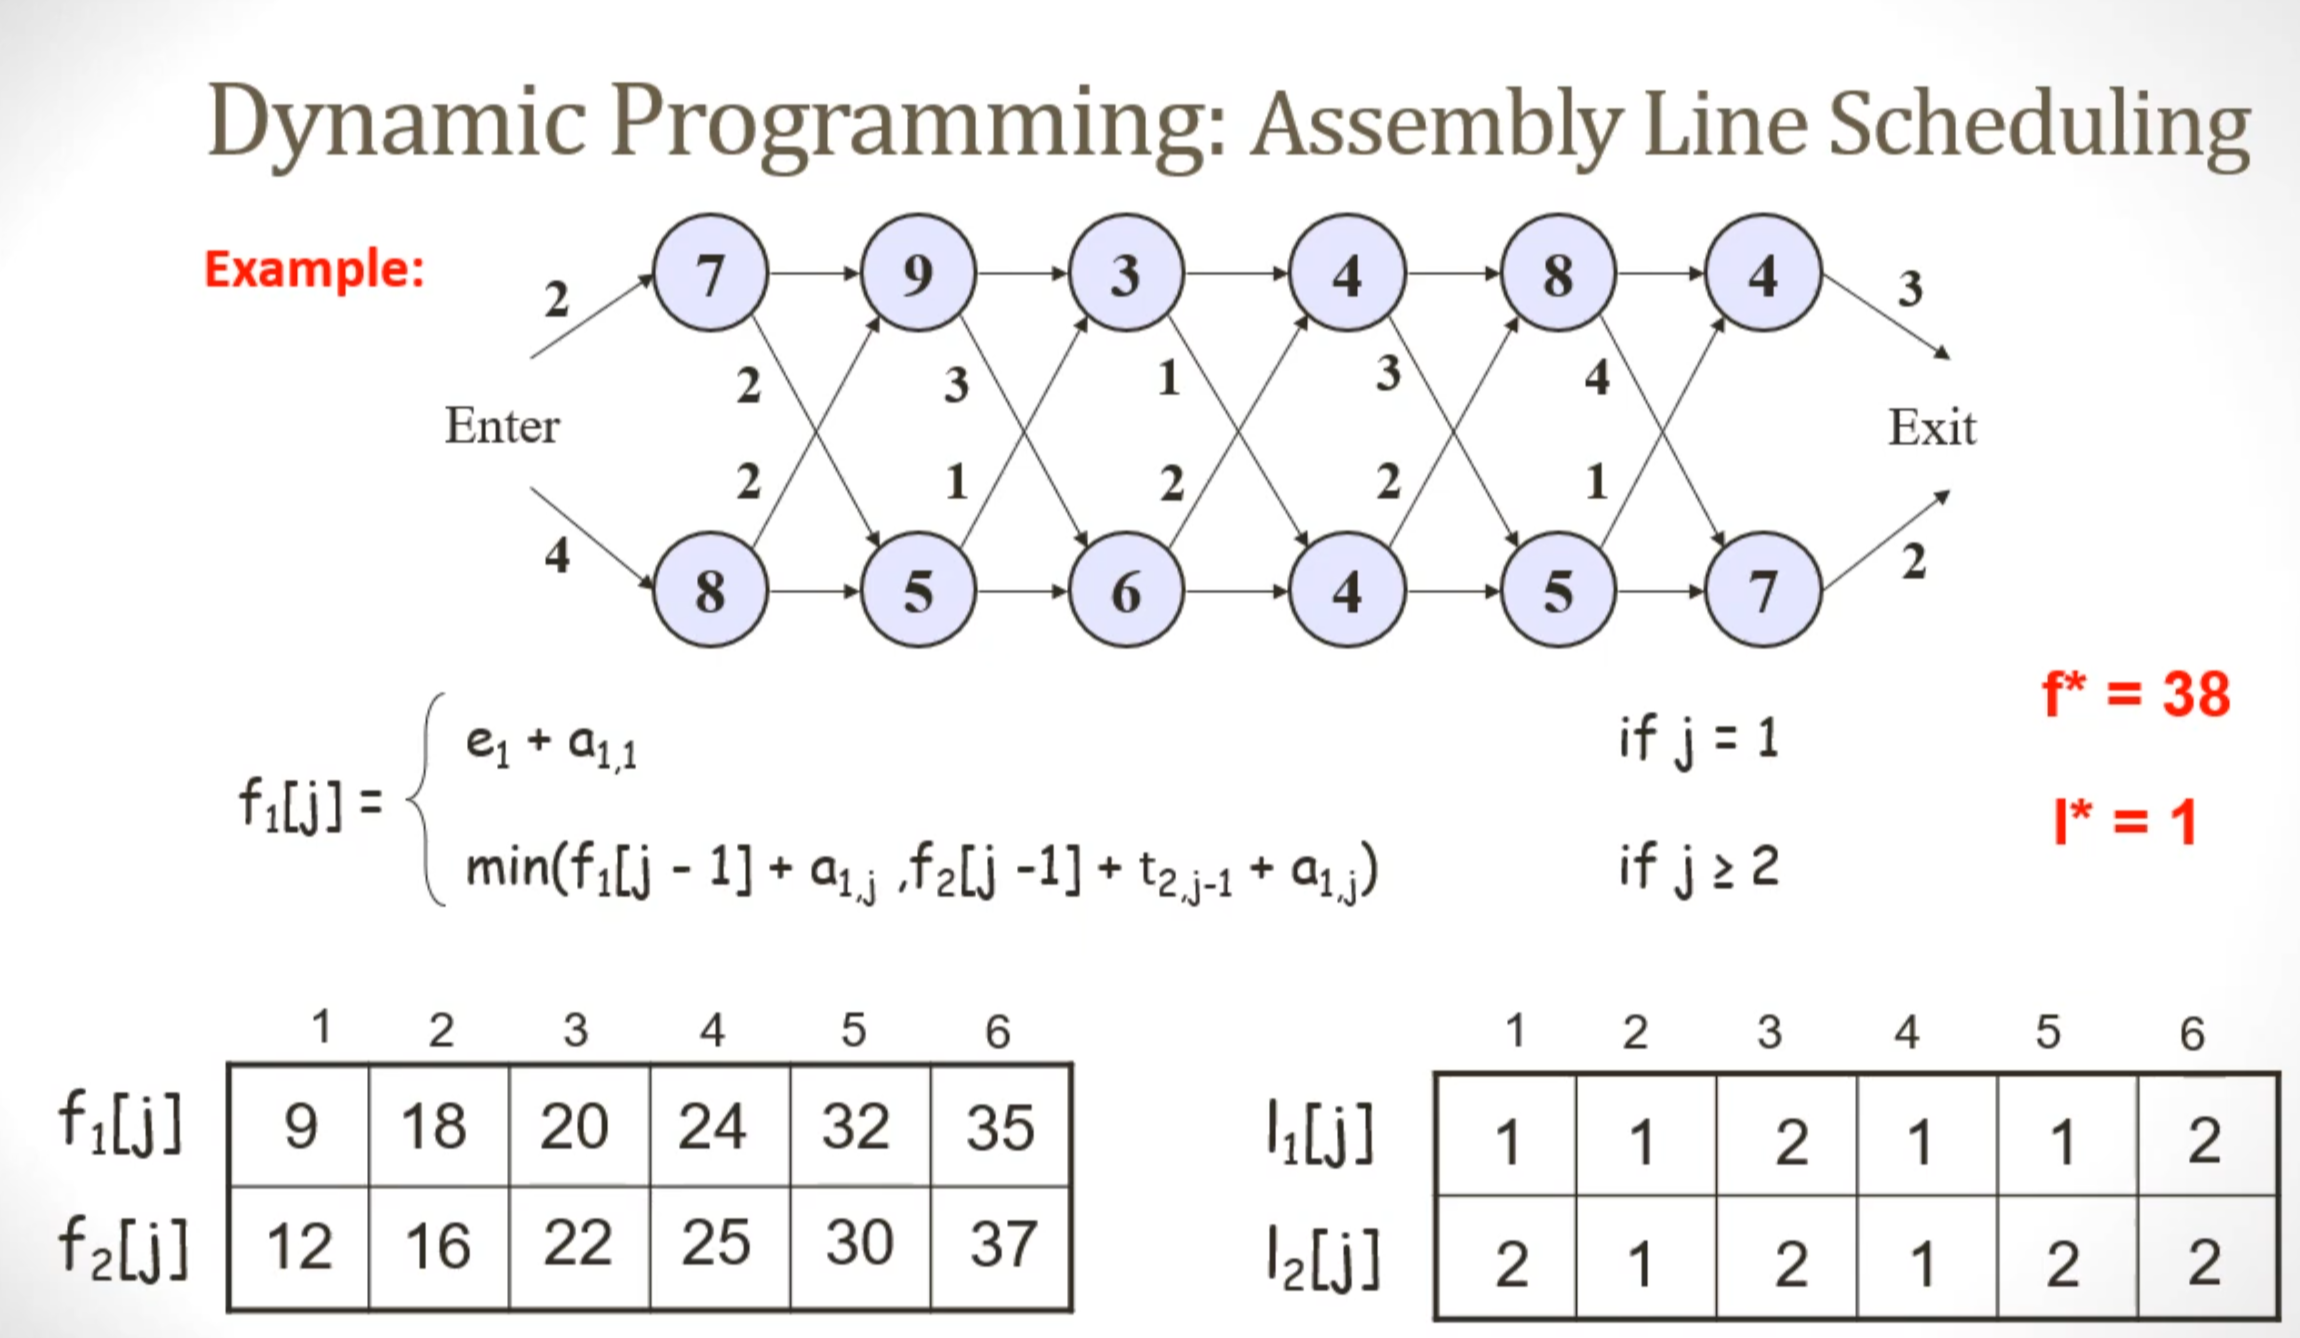 Dynamic Programming: Assembly Line Scheduling
Example:
2 7 9 3 4 8 4 3
2 3 1 3 4
Enter Exit
2 1 2 2 1
4 8 5 6 4 5 7 2
f* = 38
f₁[j] = e₁ + a₁,₁ if j = 1
l* = 1
min(f₁[j - 1] + a₁,j ,f₂[j -1] + t₂,j-1 + a₁,j) if j ≥ 2
1 2 3 4 5 6
f₁[j] 9 18 20 24 32 35
f₂[j] 12 16 22 25 30 37
1 2 3 4 5 6
l₁[j] 1 1 2 1 1 2
l₂[j] 2 1 2 1 2 2